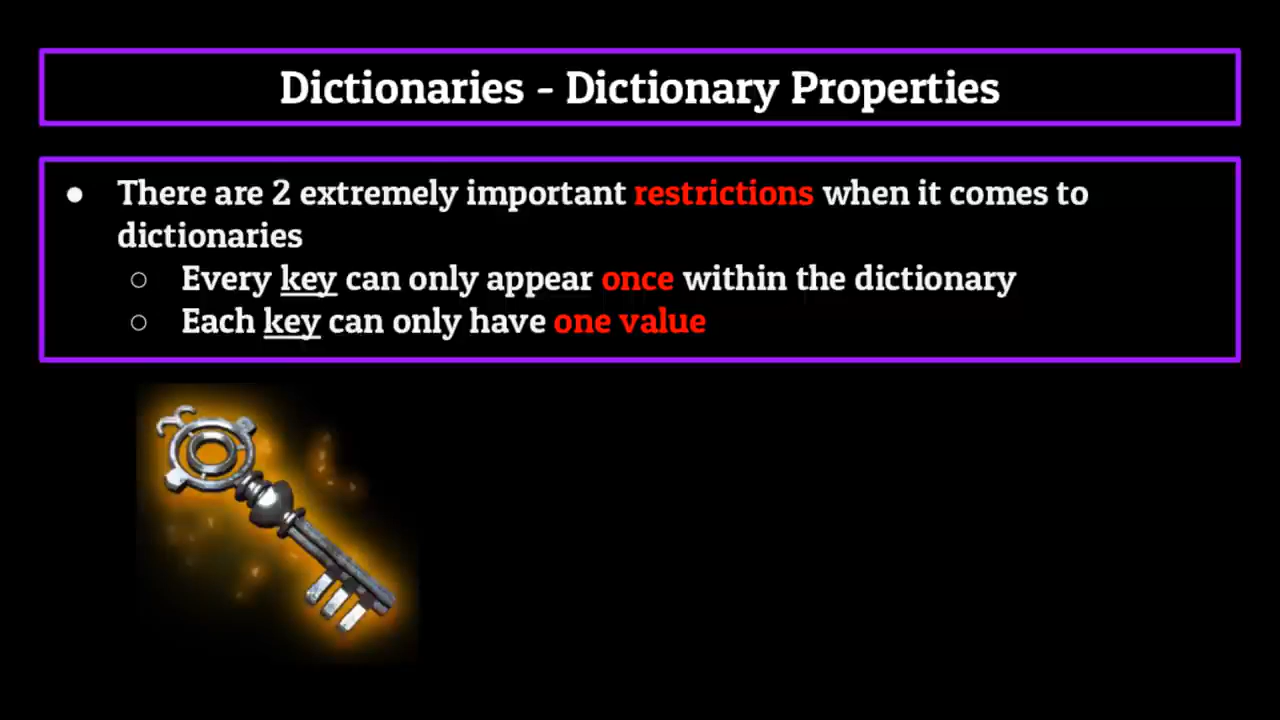 Dictionaries - Dictionary Properties
● There are 2 extremely important restrictions when it comes to
dictionaries
○ Every key can only appear once within the dictionary
○ Each key can only have one value